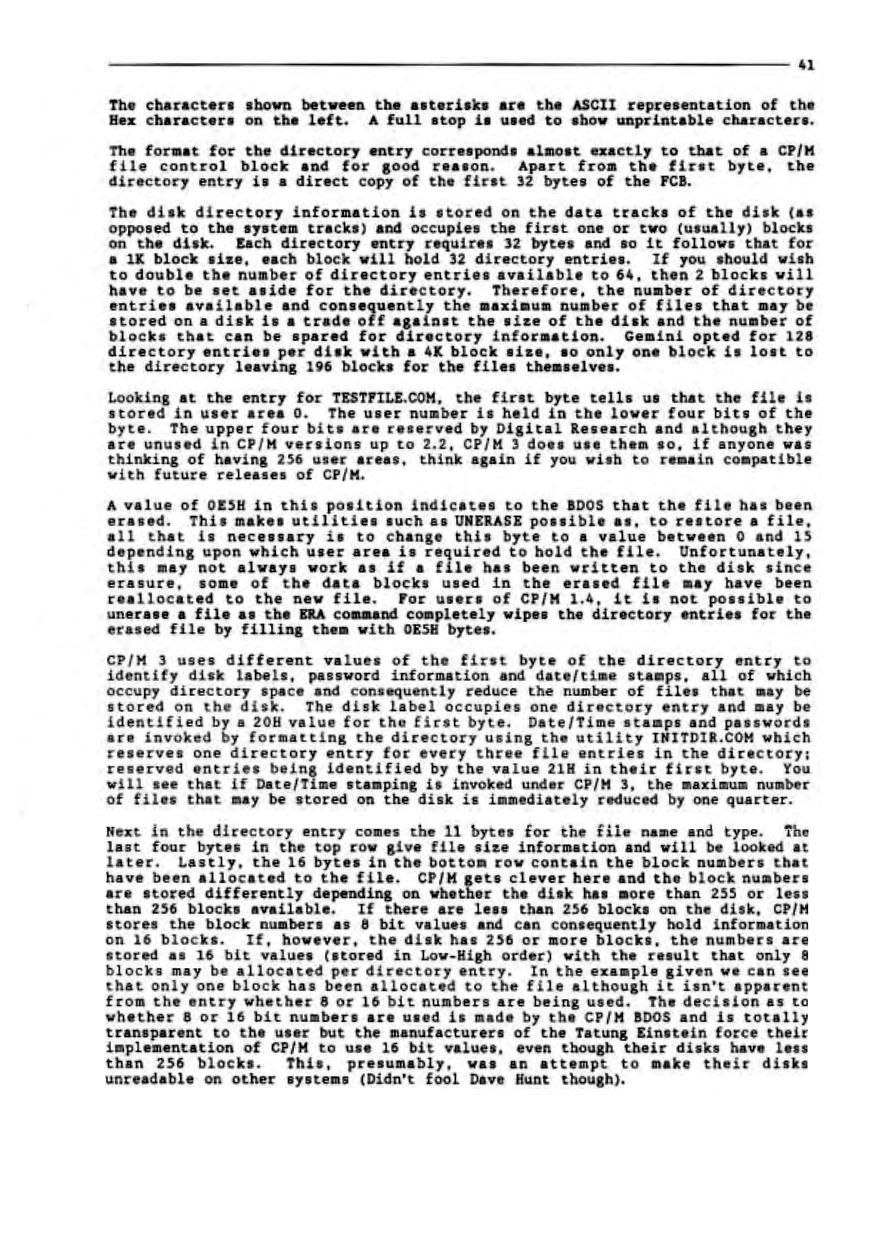 41
The characters shown between the asterisks are the ASCII representation of the
Hex characters on the left. A full stop is used to show unprintable characters.
The format for the directory entry corresponds almost exactly to that of a CP/M
file control block and for good reason. Apart from the first byte, the
directory entry is a direct copy of the first 32 bytes of the FCB.
The disk directory information is stored on the data tracks of the disk (as
opposed to the system tracks) and occupies the first one or two (usually) blocks
on the disk. Each directory entry requires 32 bytes and so it follows that for
a 1K block size, each block will hold 32 directory entries. If you should wish
to double the number of directory entries available to 64, then 2 blocks will
have to be set aside for the directory. Therefore, the number of directory
entries available and consequently the maximum number of files that may be
stored on a disk is a trade off against the size of the disk and the number of
blocks that can be spared for directory information. Gemini opted for 128
directory entries per disk with a 4K block size, so only one block is lost to
the directory leaving 196 blocks for the files themselves.
Looking at the entry for TESTFILE.COM, the first byte tells us that the file is
stored in user area 0. The user number is held in the lower four bits of the
byte. The upper four bits are reserved by Digital Research and although they
are unused in CP/M versions up to 2.2, CP/M 3 does use them so, if anyone was
thinking of having 256 user areas, think again if you wish to remain compatible
with future releases of CP/M.
A value of 0E5H in this position indicates to the BDOS that the file has been
erased. This makes utilities such as UNERASE possible as, to restore a file,
all that is necessary is to change this byte to a value between 0 and 15
depending upon which user area is required to hold the file. Unfortunately,
this may not always work as if a file has been written to the disk since
erasure, some of the data blocks used in the erased file may have been
reallocated to the new file. For users of CP/M 1.4, it is not possible to
unerase a file as the ERA command completely wipes the directory entries for the
erased file by filling them with 0E5H bytes.
CP/M 3 uses different values of the first byte of the directory entry to
identify disk labels, password information and date/time stamps, all of which
occupy directory space and consequently reduce the number of files that may be
stored on the disk. The disk label occupies one directory entry and may be
identified by a 20H value for the first byte. Date/Time stamps and passwords
are invoked by formatting the directory using the utility INITDIR.COM which
reserves one directory entry for every three file entries in the directory;
reserved entries being identified by the value 21H in their first byte. You
will see that if Date/Time stamping is invoked under CP/M 3, the maximum number
of files that may be stored on the disk is immediately reduced by one quarter.
Next in the directory entry comes the 11 bytes for the file name and type. The
last four bytes in the top row give file size information and will be looked at
later. Lastly, the 16 bytes in the bottom row contain the block numbers that
have been allocated to the file. CP/M gets clever here and the block numbers
are stored differently depending on whether the disk has more than 255 or less
than 256 blocks available. If there are less than 256 blocks on the disk, CP/M
stores the block numbers as 8 bit values and can consequently hold information
on 16 blocks. If, however, the disk has 256 or more blocks, the numbers are
stored as 16 bit values (stored in Low-High order) with the result that only 8
blocks may be allocated per directory entry. In the example given we can see
that only one block has been allocated to the file although it isn't apparent
from the entry whether 8 or 16 bit numbers are being used. The decision as to
whether 8 or 16 bit numbers are used is made by the CP/M BDOS and is totally
transparent to the user but the manufacturers of the Tatung Einstein force their
implementation of CP/M to use 16 bit values, even though their disks have less
than 256 blocks. This, presumably, was an attempt to make their disks
unreadable on other systems (Didn't fool Dave Hunt though).